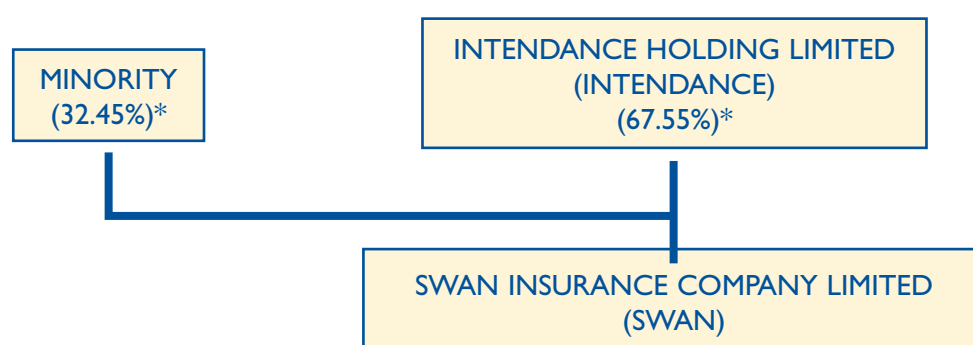 MINORITY
(32.45%)*
INTENDANCE HOLDING LIMITED
(INTENDANCE)
(67.55%)*
SWAN INSURANCE COMPANY LIMITED
(SWAN)